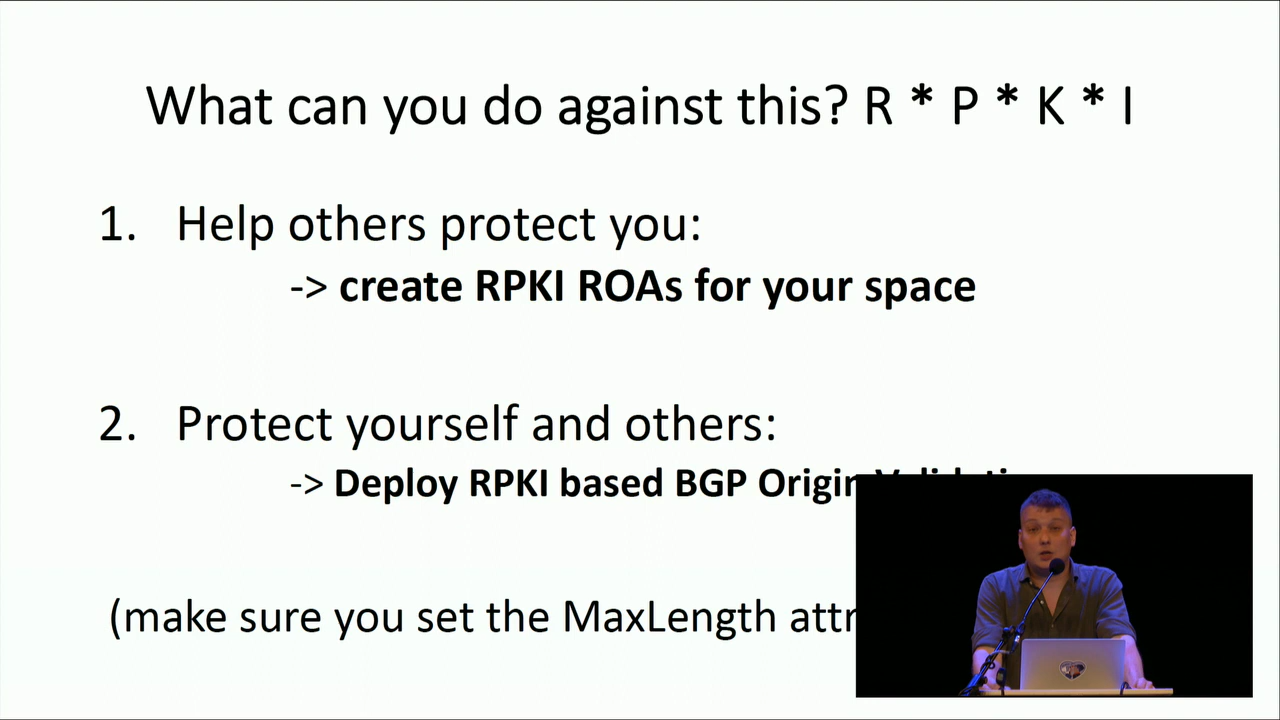 What can you do against this? R * P * K * I
1. Help others protect you:
-> create RPKI ROAs for your space
2. Protect yourself and others:
-> Deploy RPKI based BGP Origin
(make sure you set the MaxLength